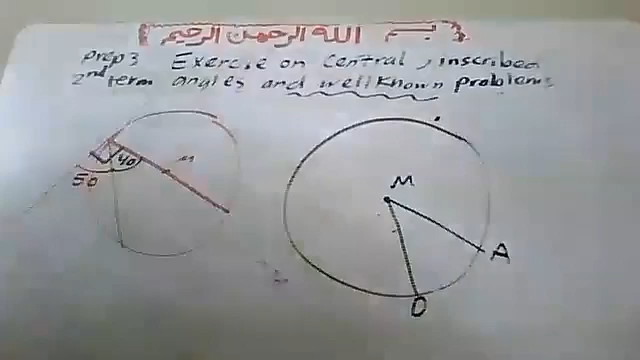 بسم الله الرحمن الرحيم
prep3 Exercise on central, inscribed
2nd term angles and wellknown problems
40
50
M
M
A
D